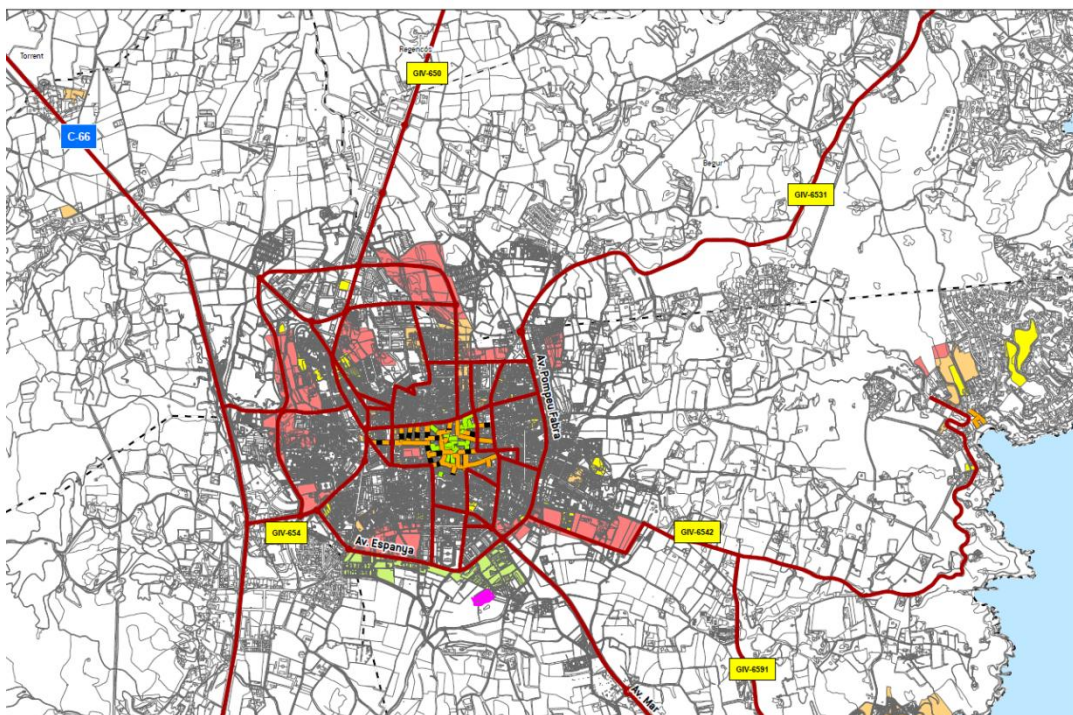 Torrent
Regencós
GIV-650
C-66
Begur
GIV-6531
Av. Pompeu Fabra
GIV-654
Av. Espanya
GIV-6542
GIV-6591
Av. Mar